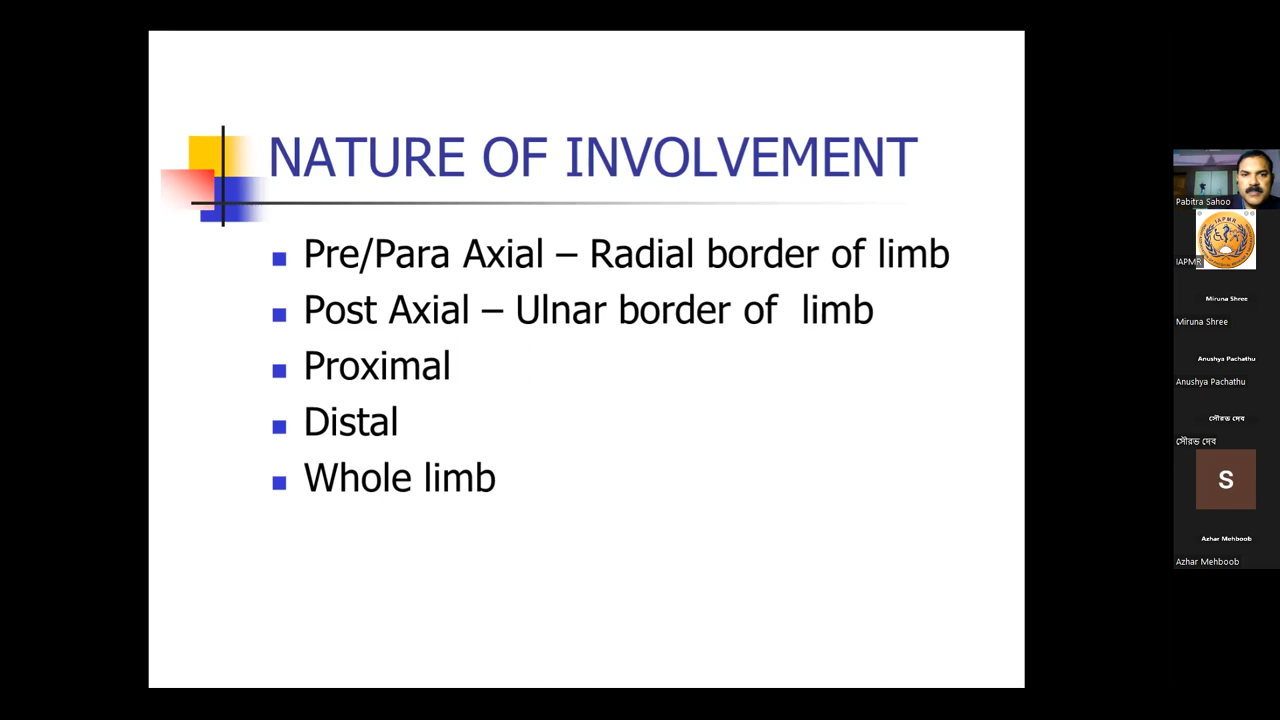 NATURE OF INVOLVEMENT
Pre/Para Axial – Radial border of limb
Post Axial – Ulnar border of  limb
Proximal
Distal
Whole limb
Pabitra Sahoo
IAPMR
IAPMR
Miruna Shree
Miruna Shree
Anushya Pachathu
Anushya Pachathu
সৌরভ দেব
সৌরভ দেব
S
Azhar Mehboob
Azhar Mehboob